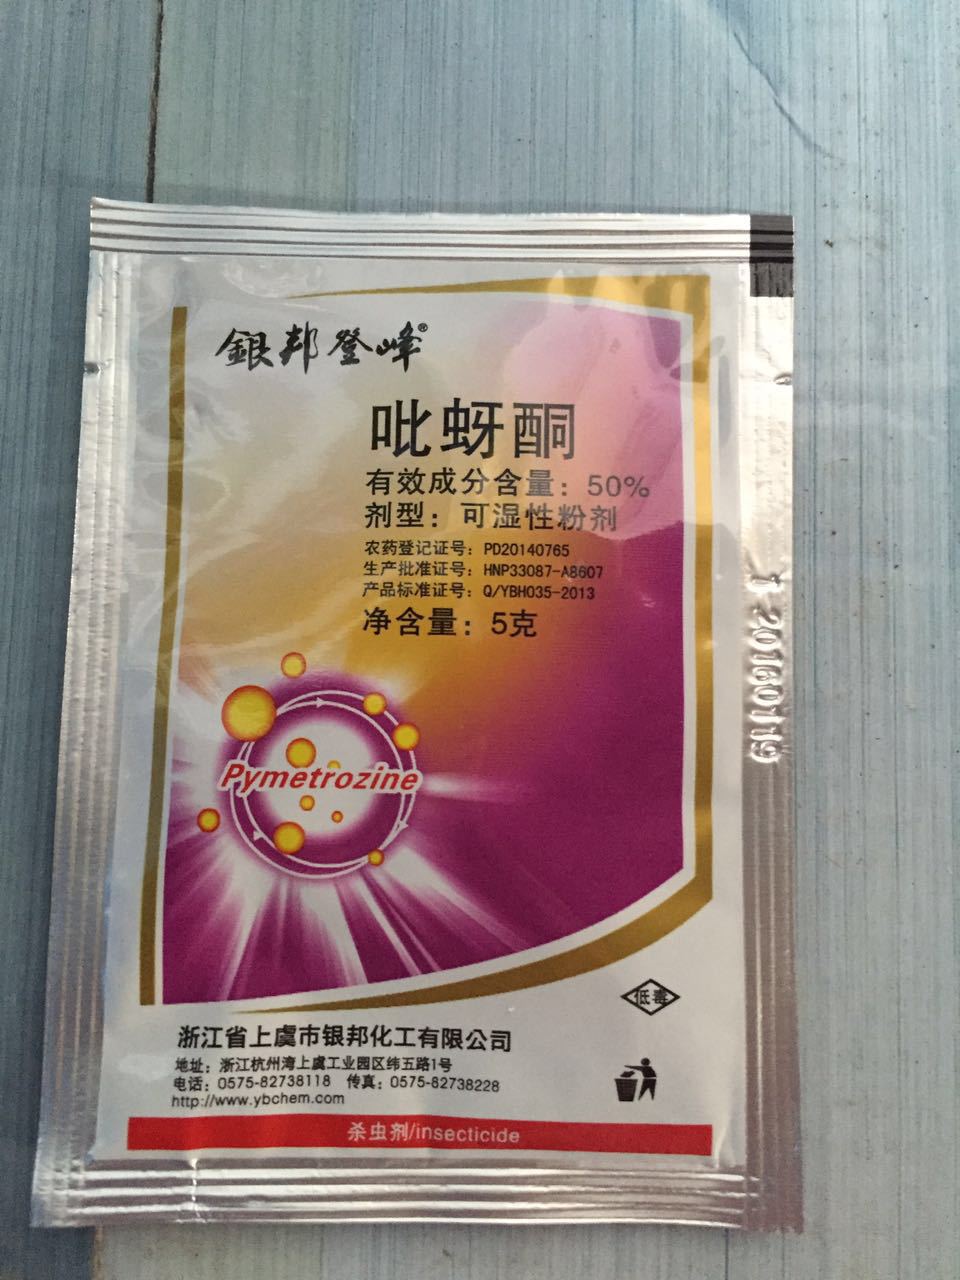 銀邦登峰®
吡蚜酮
有效成分含量：50%
剂型：可湿性粉剂
农药登记证号：PD20140765
生产批准证号：HNP33087-A8607
产品标准证号：Q/YBH035-2013
净含量：5克
Pymetrozine
1 20160119
低毒
浙江省上虞市银邦化工有限公司
地址：浙江杭州湾上虞工业园区纬五路1号
电话：0575-82738118 传真：0575-82738228
http://www.ybchem.com
杀虫剂/insecticide